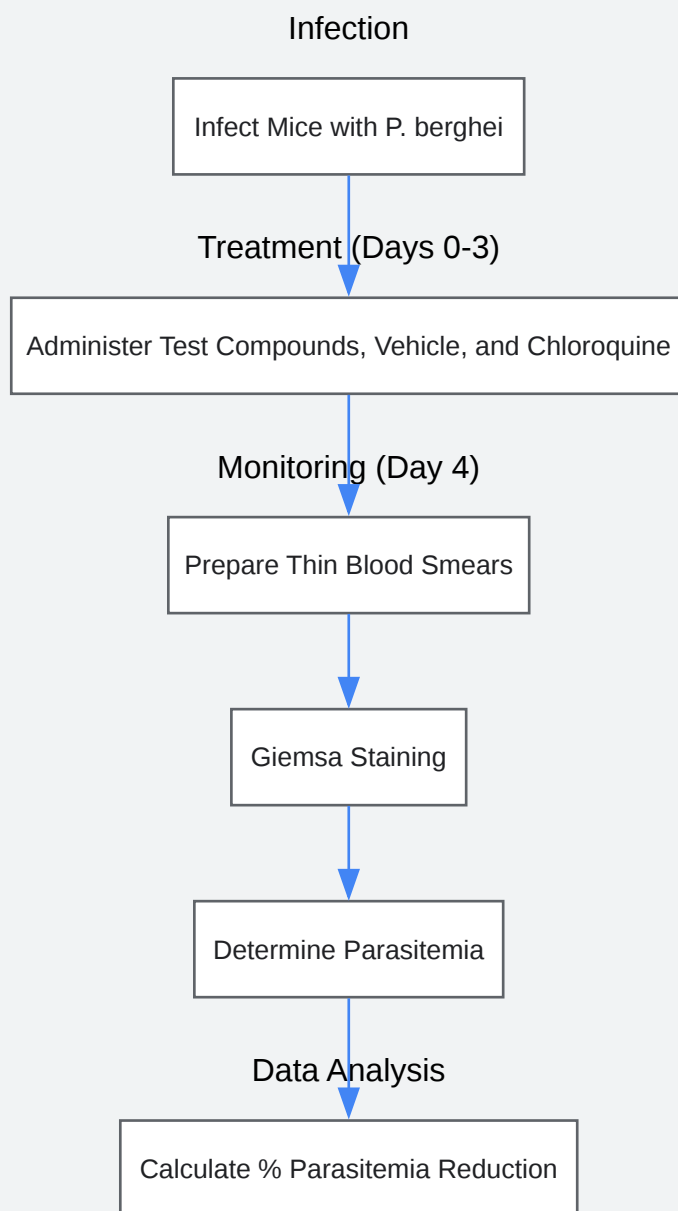 Infection
Infect Mice with P. berghei
Treatment (Days 0-3)
Administer Test Compounds, Vehicle, and Chloroquine
Monitoring (Day 4)
Prepare Thin Blood Smears
Giemsa Staining
Determine Parasitemia
Data Analysis
Calculate % Parasitemia Reduction